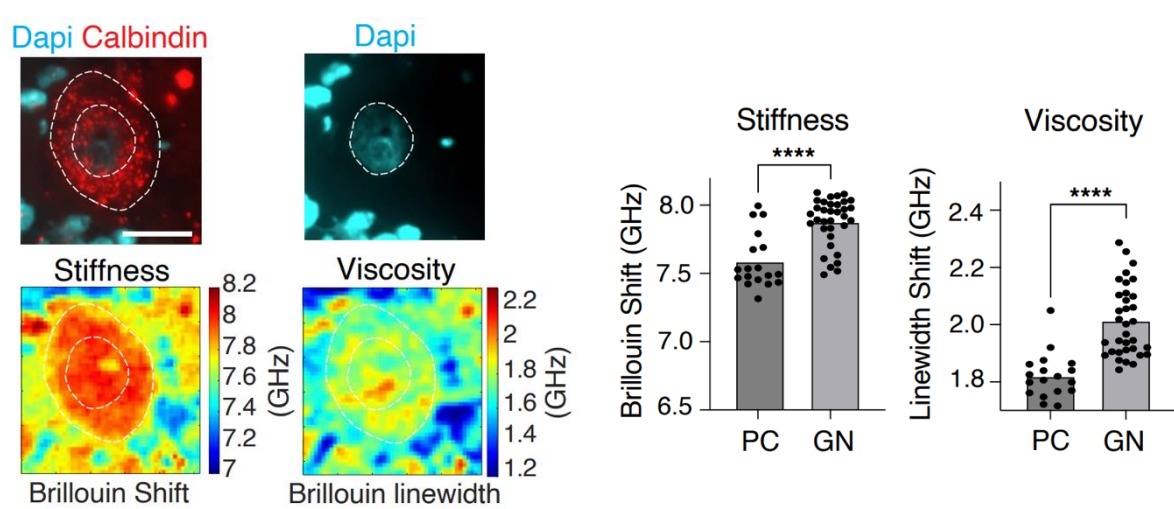 Dapi Calbindin
Dapi
Stiffness
8.2
8
7.8
7.6
7.4
7.2
7
(GHz)
Brillouin Shift
Viscosity
2.2
2
1.8
1.6
1.4
1.2
(GHz)
Brillouin linewidth
Stiffness
****
Brillouin Shift (GHz)
8.0
7.5
7.0
6.5
PC
GN
Viscosity
****
Linewidth Shift (GHz)
2.4
2.2
2.0
1.8
PC
GN